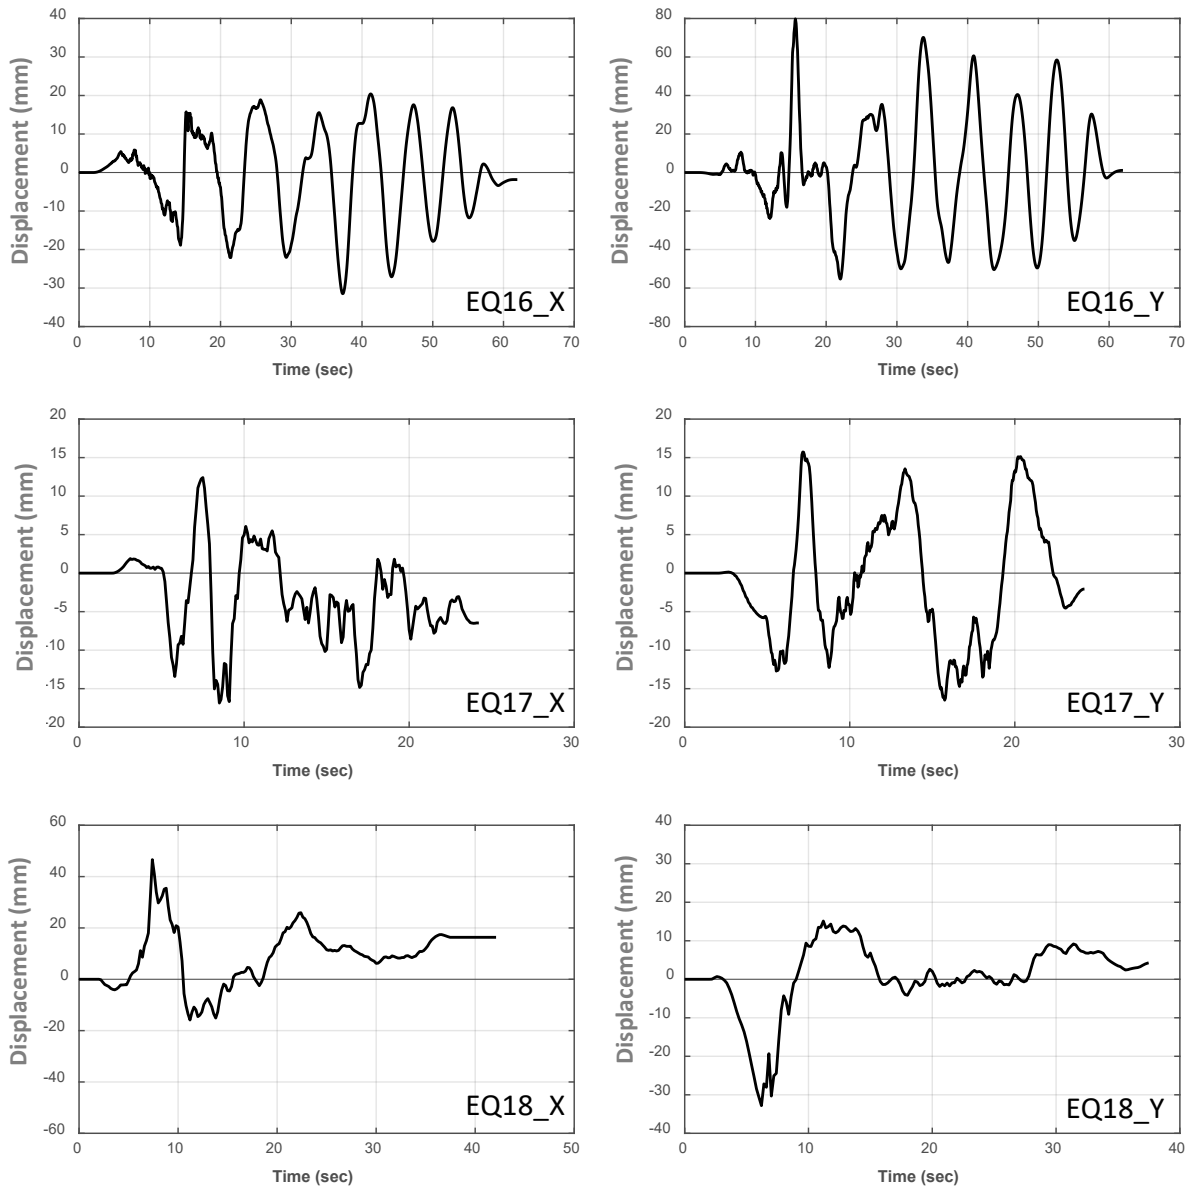 40
30
20
10
0
-10
-20
-30
-40
Displacement (mm)
EQ16_X
0 10 20 30 40 50 60 70
Time (sec)
80
60
40
20
0
-20
-40
-60
-80
Displacement (mm)
EQ16_Y
0 10 20 30 40 50 60 70
Time (sec)
20
15
10
5
0
-5
-10
-15
-20
Displacement (mm)
EQ17_X
0 10 20 30
Time (sec)
20
15
10
5
0
-5
-10
-15
-20
Displacement (mm)
EQ17_Y
0 10 20 30
Time (sec)
60
40
20
0
-20
-40
-60
Displacement (mm)
EQ18_X
0 10 20 30 40 50
Time (sec)
40
30
20
10
0
-10
-20
-30
-40
Displacement (mm)
EQ18_Y
0 10 20 30 40
Time (sec)